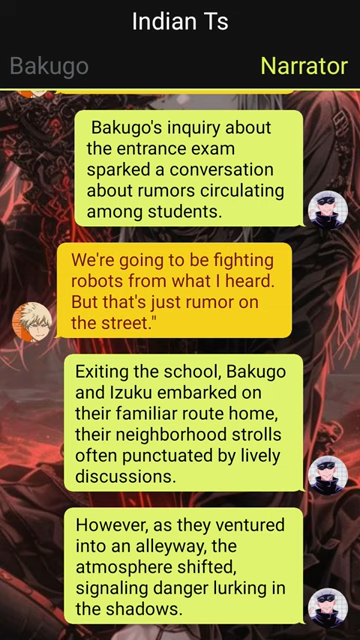 Indian Ts
Bakugo
Narrator
Bakugo's inquiry about
the entrance exam
sparked a conversation
about rumors circulating
among students.
We're going to be fighting
robots from what I heard.
But that's just rumor on
the street."
Exiting the school, Bakugo
and Izuku embarked on
their familiar route home,
their neighborhood strolls
often punctuated by lively
discussions.
However, as they ventured
into an alleyway, the
atmosphere shifted,
signaling danger lurking in
the shadows.